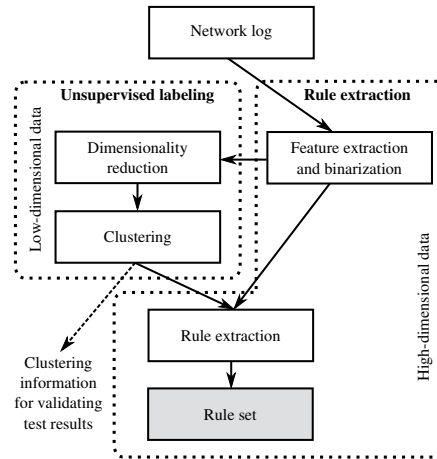 Network log
Unsupervised labeling
Rule extraction
Low-dimensional data
Dimensionality
reduction
Feature extraction
and binarization
Clustering
High-dimensional data
Rule extraction
Clustering
information
for validating
test results
Rule set